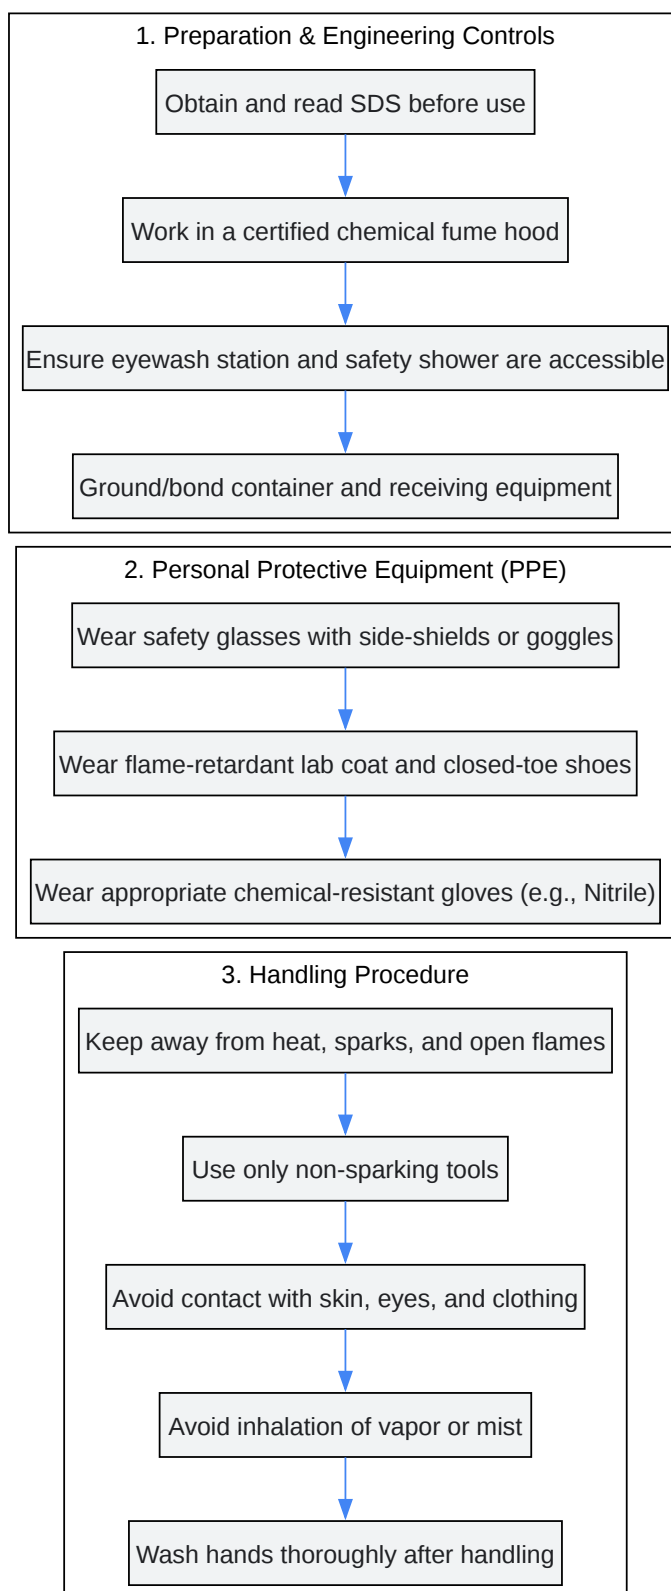 1. Preparation & Engineering Controls
Obtain and read SDS before use
Work in a certified chemical fume hood
Ensure eyewash station and safety shower are accessible
Ground/bond container and receiving equipment
2. Personal Protective Equipment (PPE)
Wear safety glasses with side-shields or goggles
Wear flame-retardant lab coat and closed-toe shoes
Wear appropriate chemical-resistant gloves (e.g., Nitrile)
3. Handling Procedure
Keep away from heat, sparks, and open flames
Use only non-sparking tools
Avoid contact with skin, eyes, and clothing
Avoid inhalation of vapor or mist
Wash hands thoroughly after handling